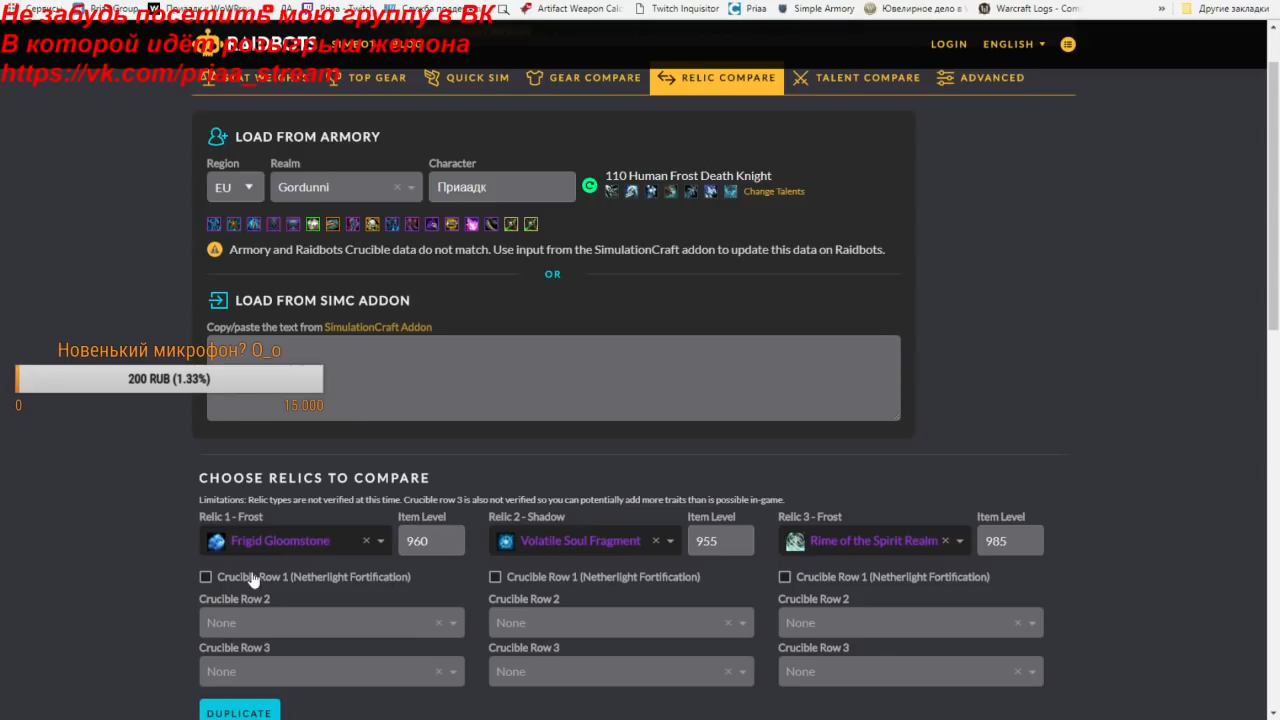 Не забудь посетить мою группу в ВК
В которой идёт розыгрыш жетона
https://vk.com/priaa_stream
Artifact Weapon Calc
Twitch Inquisitor
Priaa
Simple Armory
Ювелирное дело в
Warcraft Logs - Com
»
Другие закладки
RAIDBOTS
SIMBOT
BLOG
LOGIN
ENGLISH
STAT WEIGHTS
TOP GEAR
QUICK SIM
GEAR COMPARE
RELIC COMPARE
TALENT COMPARE
ADVANCED
LOAD FROM ARMORY
Region
Realm
Character
EU
Gordunni
Приаадк
110 Human Frost Death Knight
Change Talents
Armory and Raidbots Crucible data do not match. Use input from the SimulationCraft addon to update this data on Raidbots.
OR
LOAD FROM SIMC ADDON
Copy/paste the text from SimulationCraft Addon
Новенький микрофон? O_o
200 RUB (1.33%)
0
15.000
CHOOSE RELICS TO COMPARE
Limitations: Relic types are not verified at this time. Crucible row 3 is also not verified so you can potentially add more traits than is possible in-game.
Relic 1 - Frost
Item Level
Relic 2 - Shadow
Item Level
Relic 3 - Frost
Item Level
Frigid Gloomstone
960
Volatile Soul Fragment
955
Rime of the Spirit Realm
985
Crucible Row 1 (Netherlight Fortification)
Crucible Row 1 (Netherlight Fortification)
Crucible Row 1 (Netherlight Fortification)
Crucible Row 2
Crucible Row 2
Crucible Row 2
None
None
None
Crucible Row 3
Crucible Row 3
Crucible Row 3
None
None
None
DUPLICATE